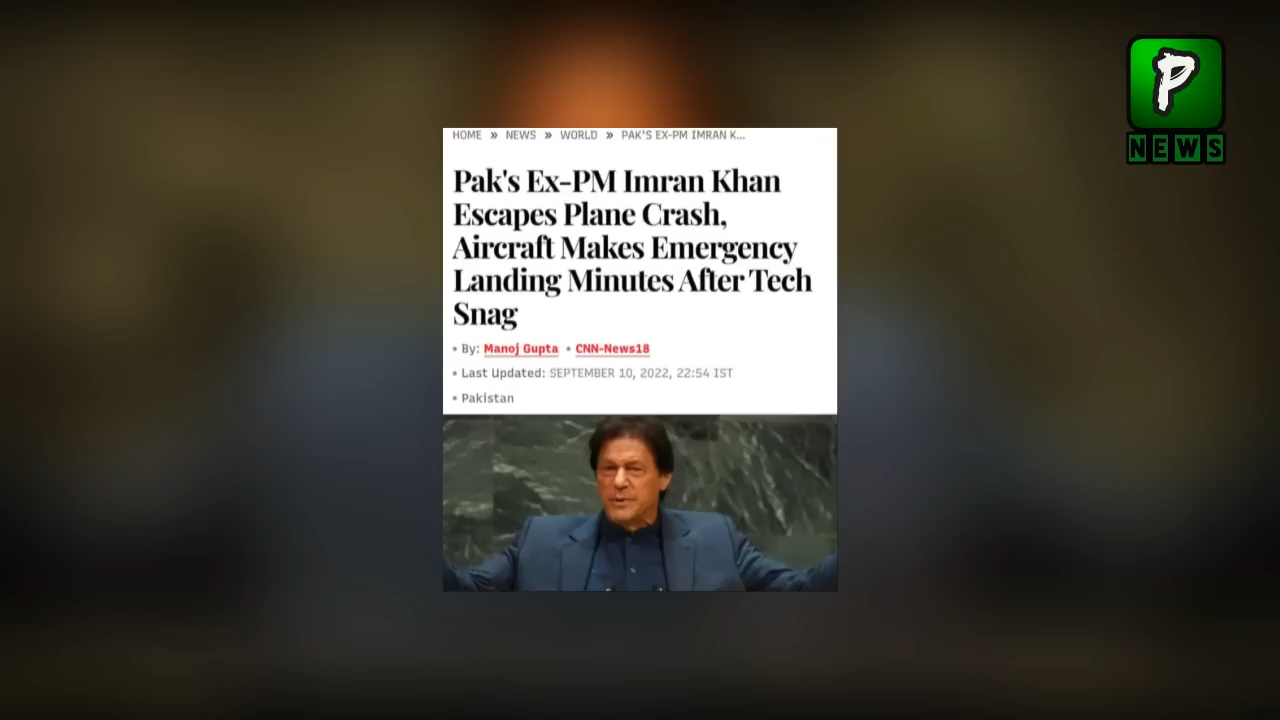 P
NEWS
HOME » NEWS » WORLD » PAK'S EX-PM IMRAN K...
Pak's Ex-PM Imran Khan
Escapes Plane Crash,
Aircraft Makes Emergency
Landing Minutes After Tech
Snag
• By: Manoj Gupta • CNN-News18
• Last Updated: SEPTEMBER 10, 2022, 22:54 IST
• Pakistan